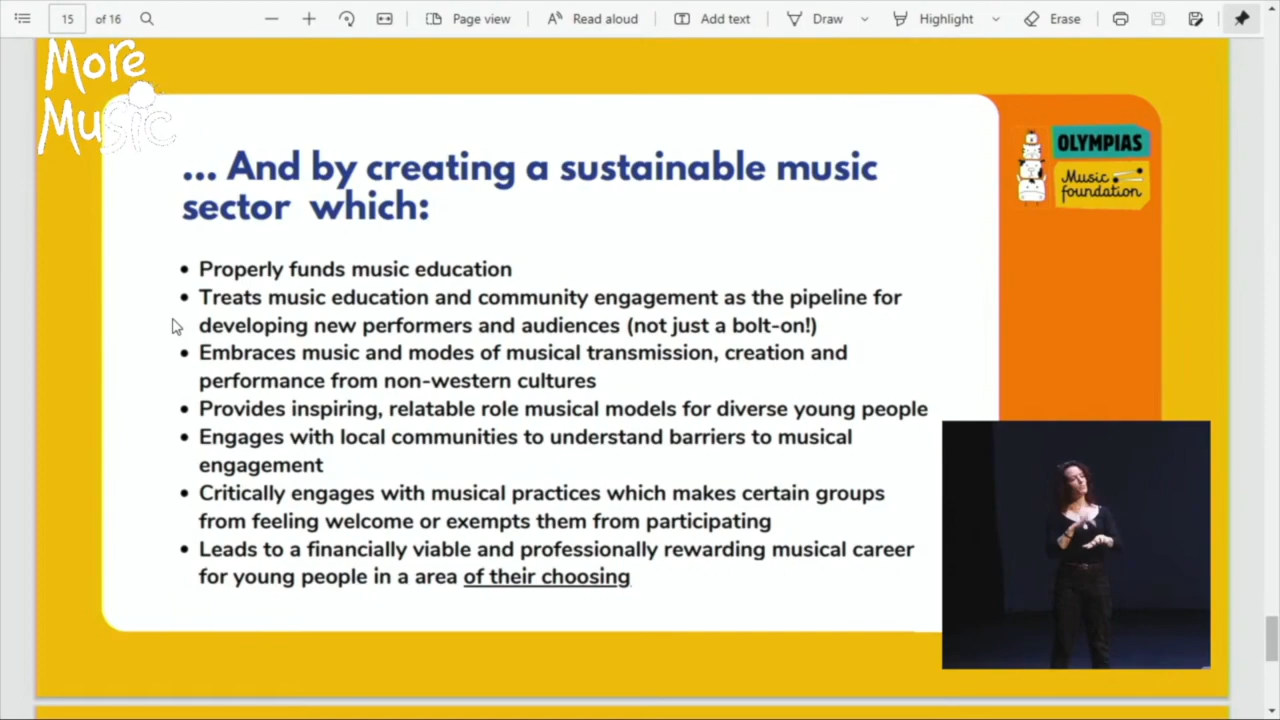 15 of 16 Page view Read aloud Add text Draw Highlight Erase
More
Music
OLYMPIAS
Music
foundation
... And by creating a sustainable music
sector which:
• Properly funds music education
• Treats music education and community engagement as the pipeline for
developing new performers and audiences (not just a bolt-on!)
• Embraces music and modes of musical transmission, creation and
performance from non-western cultures
• Provides inspiring, relatable role musical models for diverse young people
• Engages with local communities to understand barriers to musical
engagement
• Critically engages with musical practices which makes certain groups
from feeling welcome or exempts them from participating
• Leads to a financially viable and professionally rewarding musical career
for young people in a area of their choosing